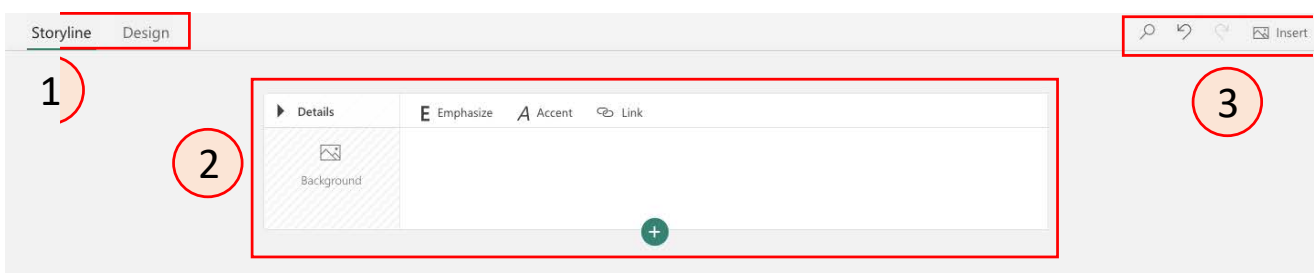 Storyline Design Insert
1
3
Details E Emphasize A Accent Link
2
Background